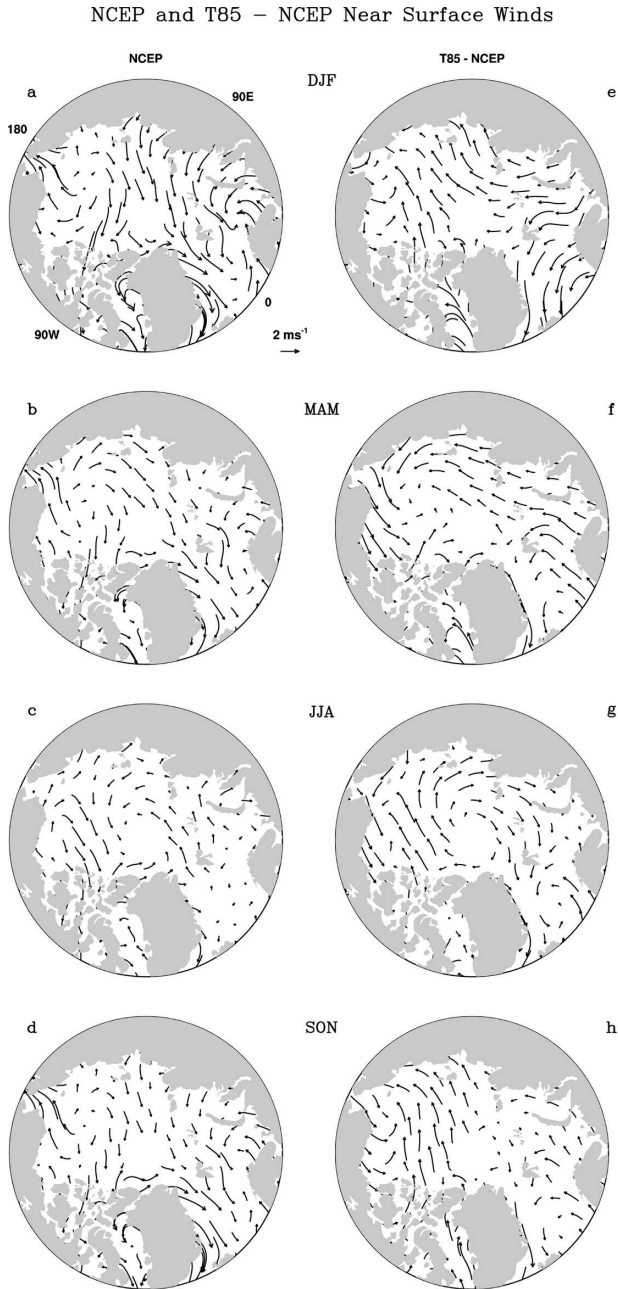 NCEP and T85 − NCEP Near Surface Winds
NCEP
T85 - NCEP
a
DJF
e
90E
180
0
90W
2 ms⁻¹
b
MAM
f
c
JJA
g
d
SON
h